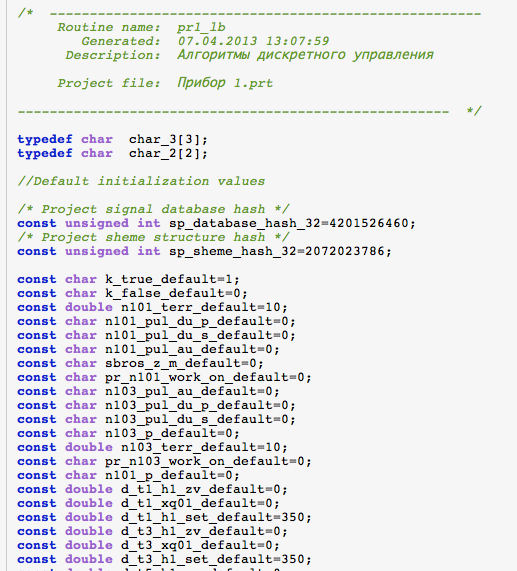 /*  -----------------------------------------------------
Routine name:  pr1_lb
Generated:  07.04.2013 13:07:59
Description:  Алгоритмы дискретного управления
Project file:  Прибор 1.prt
-----------------------------------------------------  */
typedef char  char_3[3];
typedef char  char_2[2];
//Default initialization values
/* Project signal database hash */
const unsigned int sp_database_hash_32=4201526460;
/* Project sheme structure hash */
const unsigned int sp_sheme_hash_32=2072023786;
const char k_true_default=1;
const char k_false_default=0;
const double n101_terr_default=10;
const char n101_pul_du_p_default=0;
const char n101_pul_du_s_default=0;
const char n101_pul_au_default=0;
const char sbros_z_m_default=0;
const char pr_n101_work_on_default=0;
const char n103_pul_au_default=0;
const char n103_pul_du_p_default=0;
const char n103_pul_du_s_default=0;
const char n103_p_default=0;
const double n103_terr_default=10;
const char pr_n103_work_on_default=0;
const char n101_p_default=0;
const double d_t1_h1_zv_default=0;
const double d_t1_xq01_default=0;
const double d_t1_h1_set_default=350;
const double d_t3_h1_zv_default=0;
const double d_t3_xq01_default=0;
const double d_t3_h1_set_default=350;